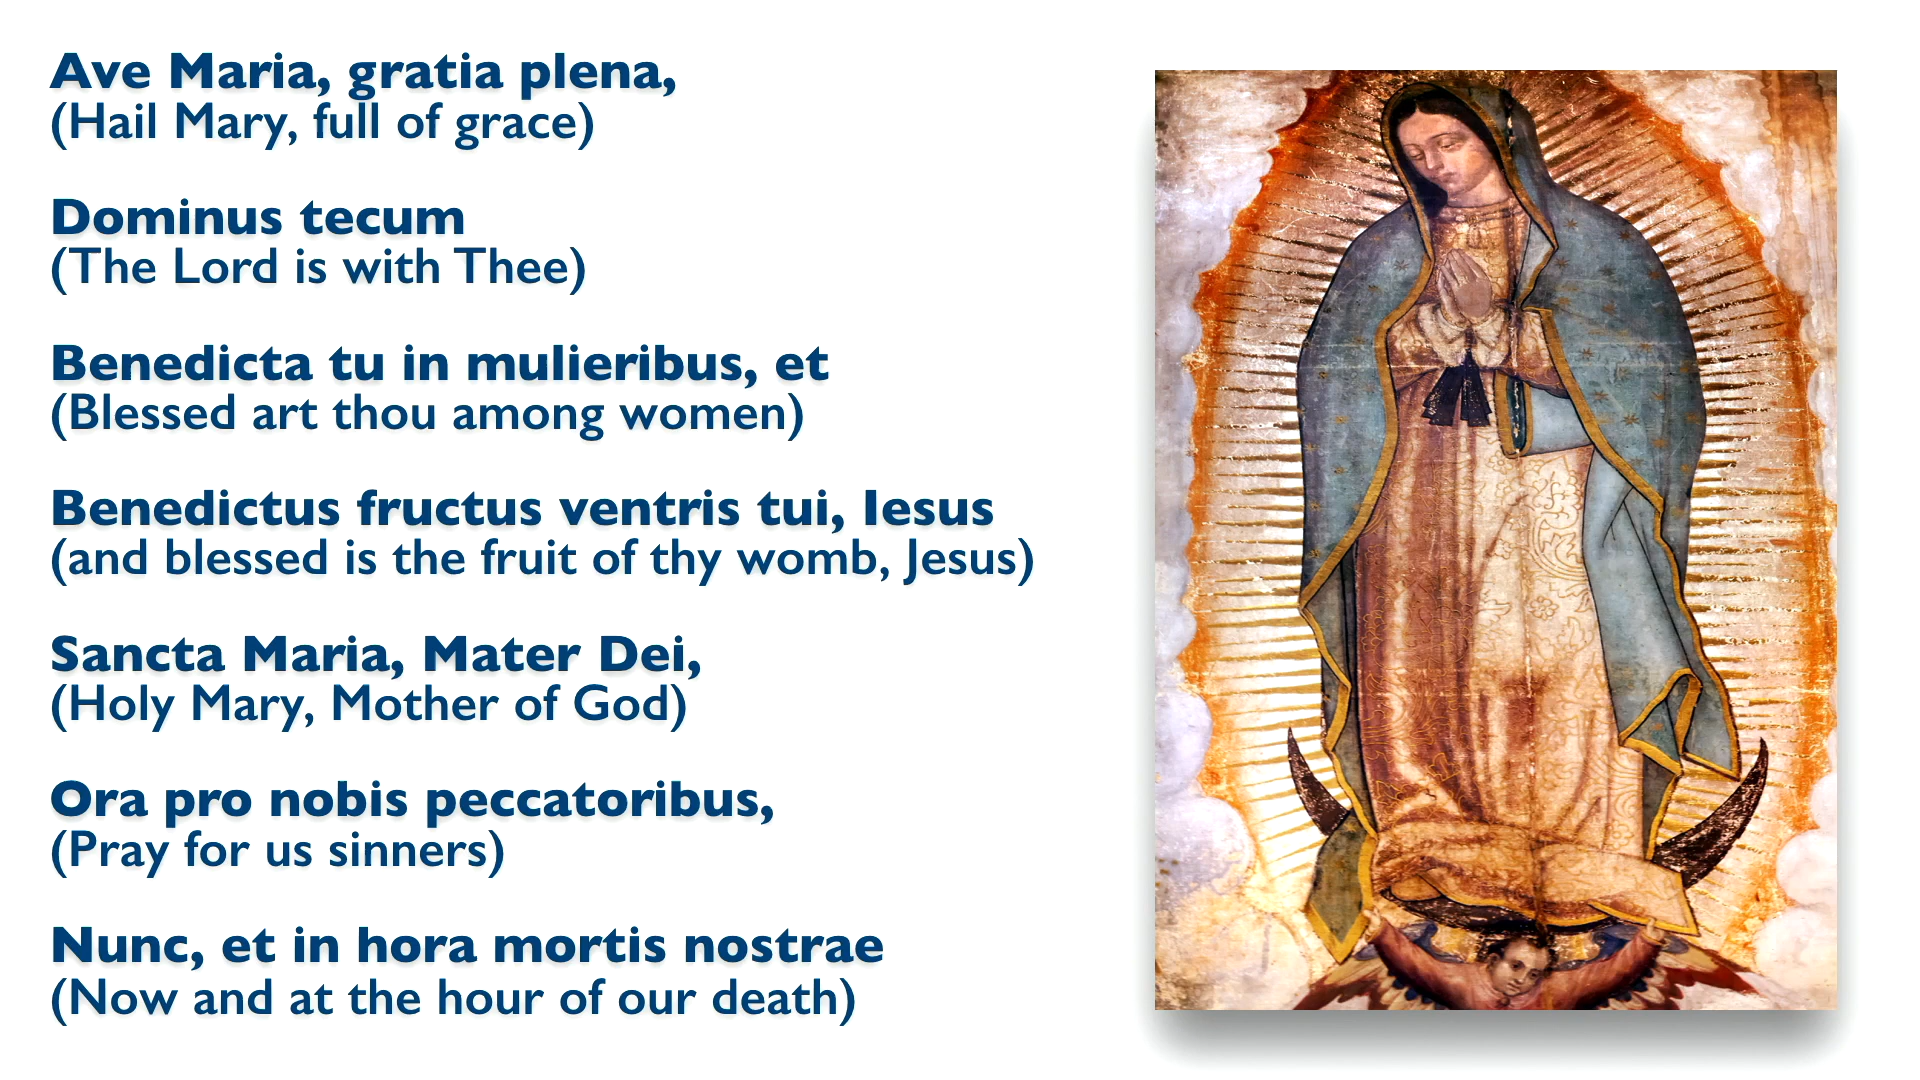 Ave Maria, gratia plena,
(Hail Mary, full of grace)
Dominus tecum
(The Lord is with Thee)
Benedicta tu in mulieribus, et
(Blessed art thou among women)
Benedictus fructus ventris tui, Iesus
(and blessed is the fruit of thy womb, Jesus)
Sancta Maria, Mater Dei,
(Holy Mary, Mother of God)
Ora pro nobis peccatoribus,
(Pray for us sinners)
Nunc, et in hora mortis nostrae
(Now and at the hour of our death)